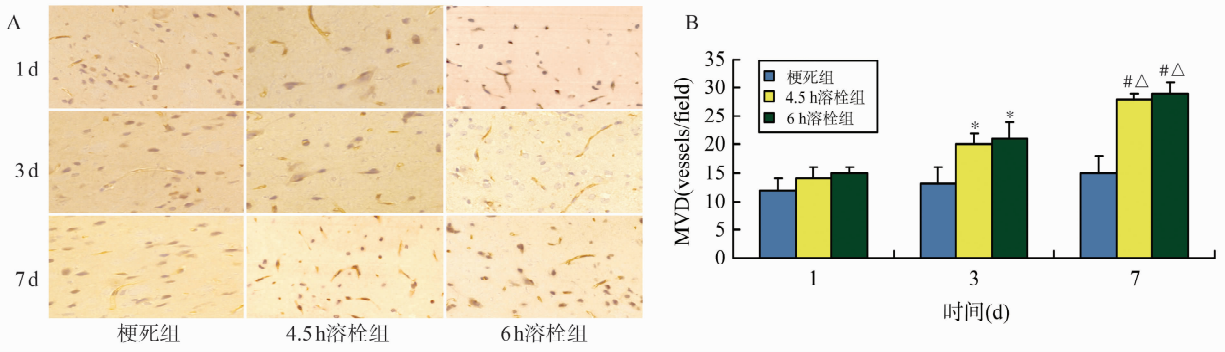 A
1 d
3 d
7 d
梗死组
4.5 h溶栓组
6 h溶栓组
B
MVD(vessels/field)
35
30
25
20
15
10
5
0
梗死组
4.5 h溶栓组
6 h溶栓组
*
*
#△
#△
1
3
7
时间(d)